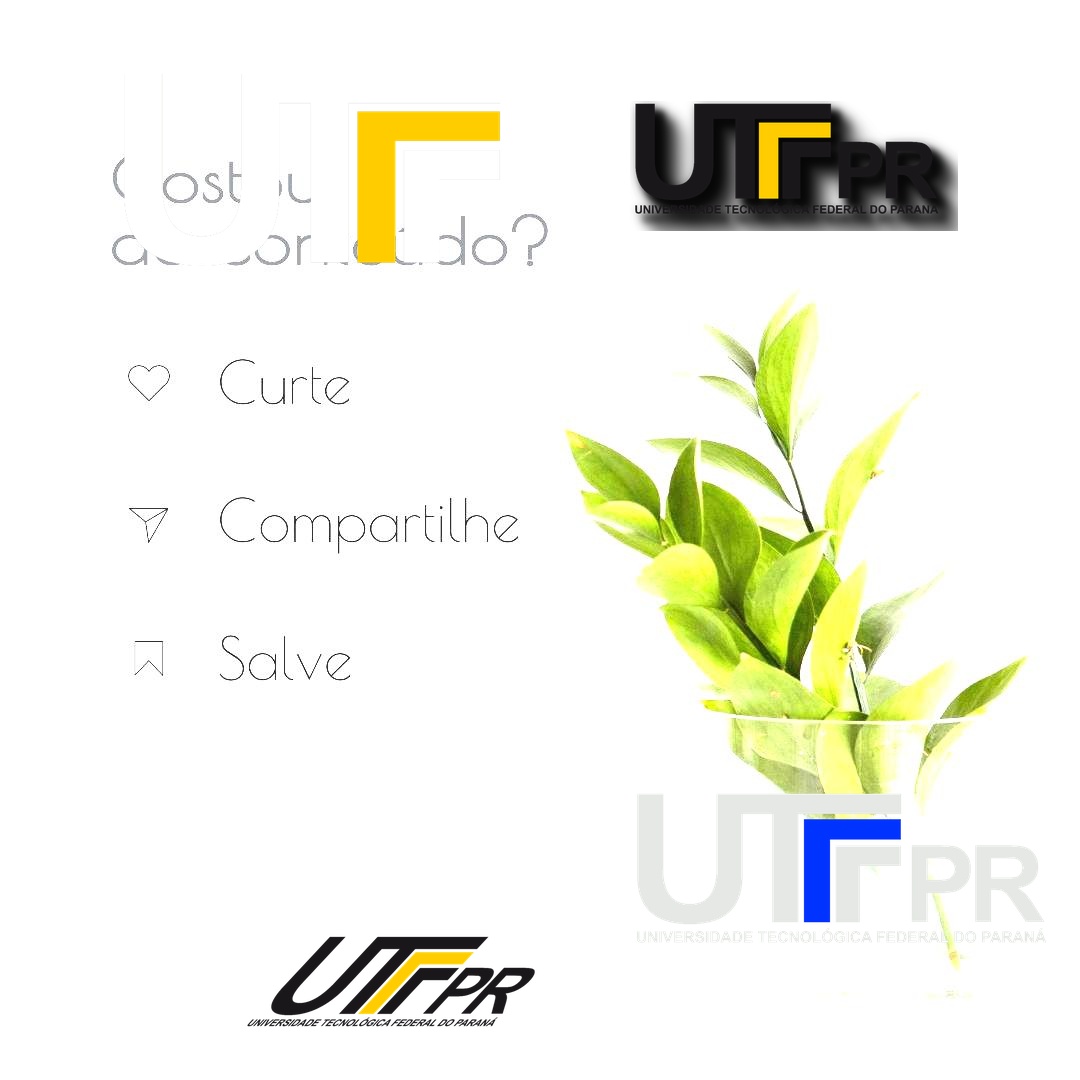 UTFPR
UNIVERSIDADE TECNOLÓGICA FEDERAL DO PARANÁ
Gostou
do conteúdo?
Curte
Compartilhe
Salve
UTFPR
UNIVERSIDADE TECNOLÓGICA FEDERAL DO PARANÁ
UTFPR
UNIVERSIDADE TECNOLÓGICA FEDERAL DO PARANÁ